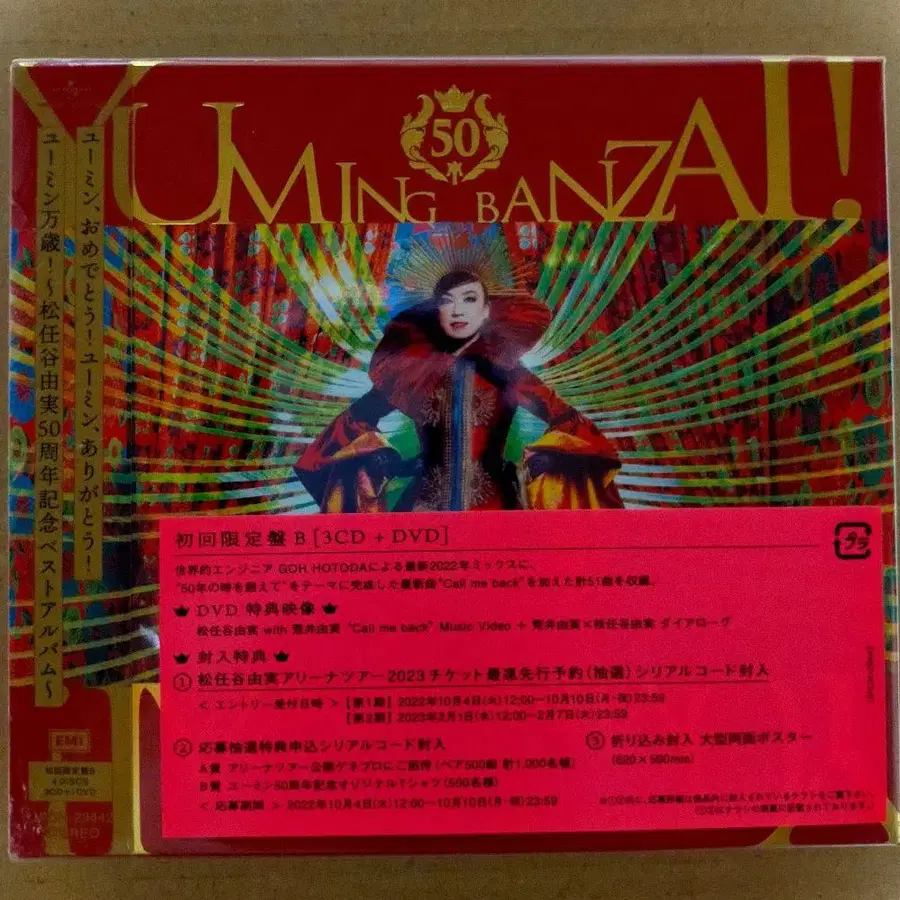 YUMING BANZAI!
50
ユーミン、おめでとう！ユーミン、ありがとう！
ユーミン万歳！～松任谷由実50周年記念ベストアルバム～
EMI
初回限定盤B
4 DISCS
3CD+1DVD
STEREO
初回限定盤 B [3CD + DVD]
世界的エンジニア GOH HOTODAによる最新2022年ミックスに、
"50年の時を超えて"をテーマに完成した最新曲"Call me back"を加えた計51曲を収録。
DVD 特典映像
松任谷由実 with 荒井由実 "Call me back" Music Video + 荒井由実×松任谷由実 ダイアローグ
封入特典
① 松任谷由実アリーナツアー2023チケット最速先行予約(抽選)シリアルコード封入
< エントリー受付日時 > 【第1期】 2022年10月4日(火)12:00―10月10日(月・祝)23:59
【第2期】 2023年2月1日(水)12:00―2月7日(火)23:59
② 応募抽選特典申込シリアルコード封入
A賞 アリーナツアー公開ゲネプロにご招待 (ペア500組 計1,000名様)
B賞 ユーミン50周年記念オリジナルTシャツ(500名様)
< 応募期間 > 2022年10月4日(火)12:00―10月10日(月・祝)23:59
③ 折り込み封入 大型両面ポスター
プラ